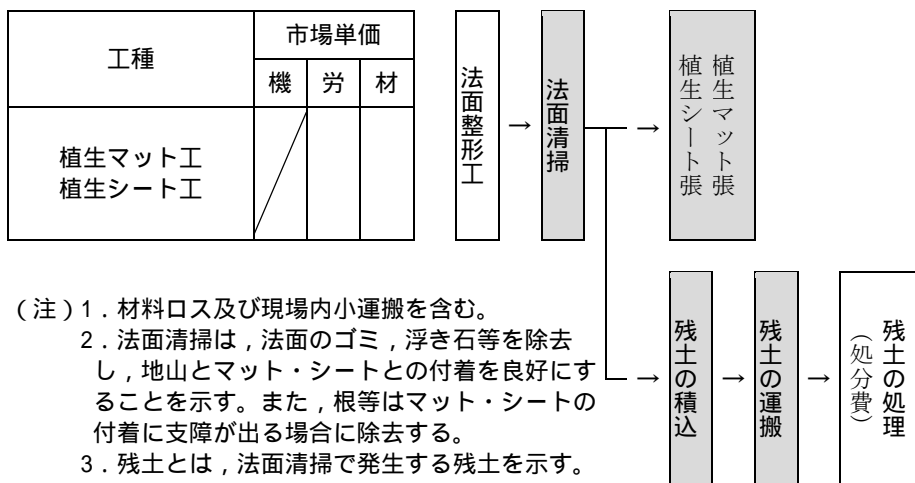 工種
市場単価
機
労
材
植生マット工
植生シート工
法面整形工
→
法面清掃
→
植生マット張
植生シート張
(注)1.材料ロス及び現場内小運搬を含む。
2.法面清掃は,法面のゴミ,浮き石等を除去
し,地山とマット・シートとの付着を良好にす
ることを示す。また,根等はマット・シートの
付着に支障が出る場合に除去する。
3.残土とは,法面清掃で発生する残土を示す。
→
残土の積込
→
残土の運搬
→
残土の処理
(処分費)